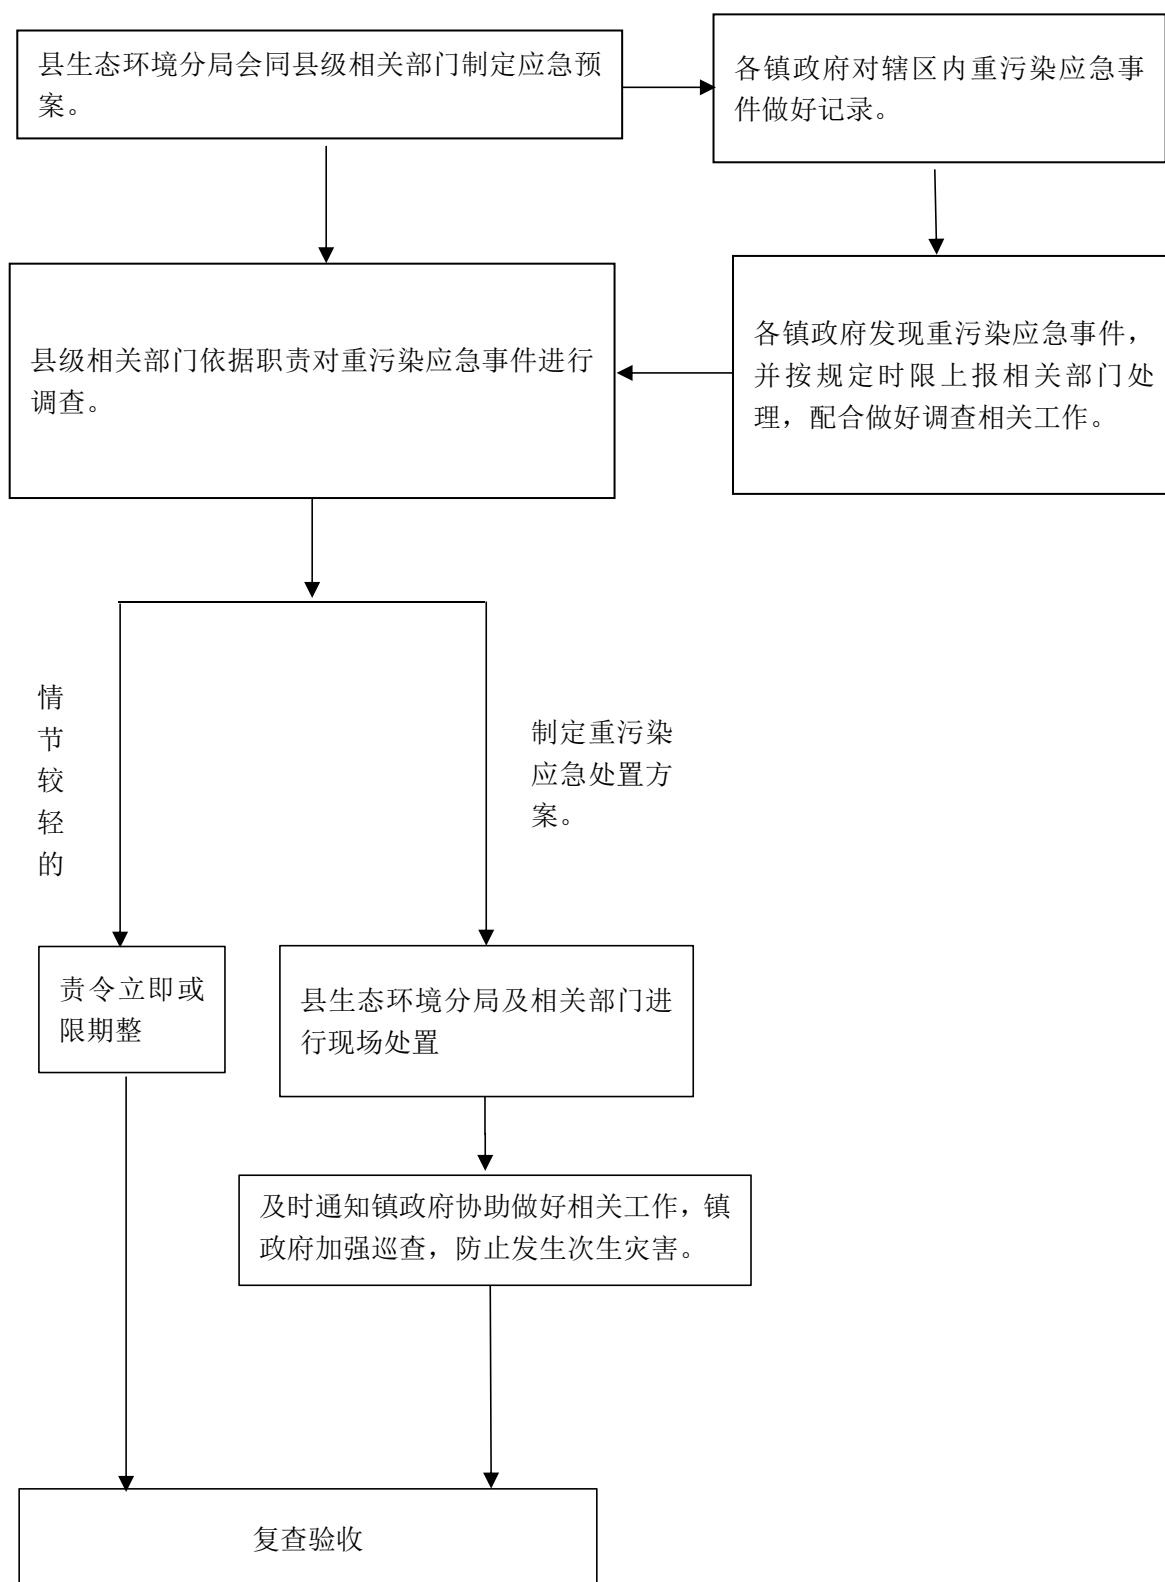 县生态环境分局会同县级相关部门制定应急预
案。
各镇政府对辖区内重污染应急事
件做好记录。
县级相关部门依据职责对重污染应急事件进行
调查。
各镇政府发现重污染应急事件，
并按规定时限上报相关部门处
理，配合做好调查相关工作。
情
节
较
轻
的
制定重污染
应急处置方
案。
责令立即或
限期整
县生态环境分局及相关部门进
行现场处置
及时通知镇政府协助做好相关工作，镇
政府加强巡查，防止发生次生灾害。
复查验收